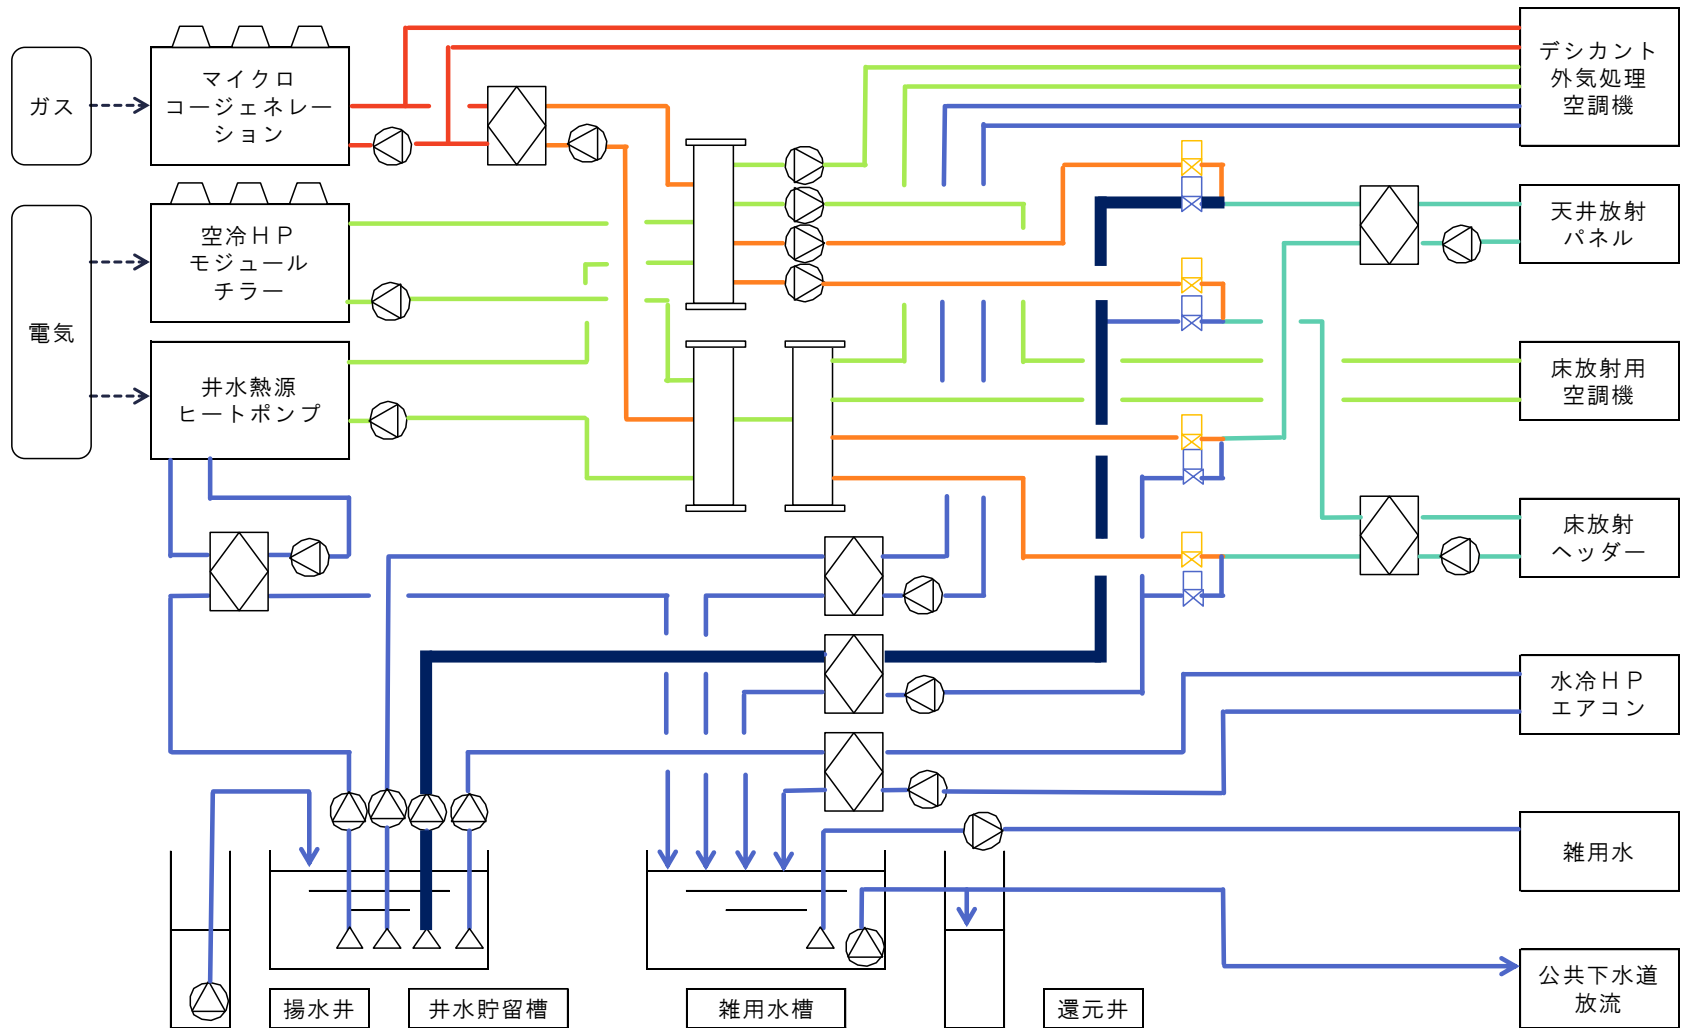 ガス
電気
マイクロ
コージェネレー
ション
空冷ＨＰ
モジュール
チラー
井水熱源
ヒートポンプ
デシカント
外気処理
空調機
天井放射
パネル
床放射用
空調機
床放射
ヘッダー
水冷ＨＰ
エアコン
雑用水
公共下水道
放流
揚水井
井水貯留槽
雑用水槽
還元井